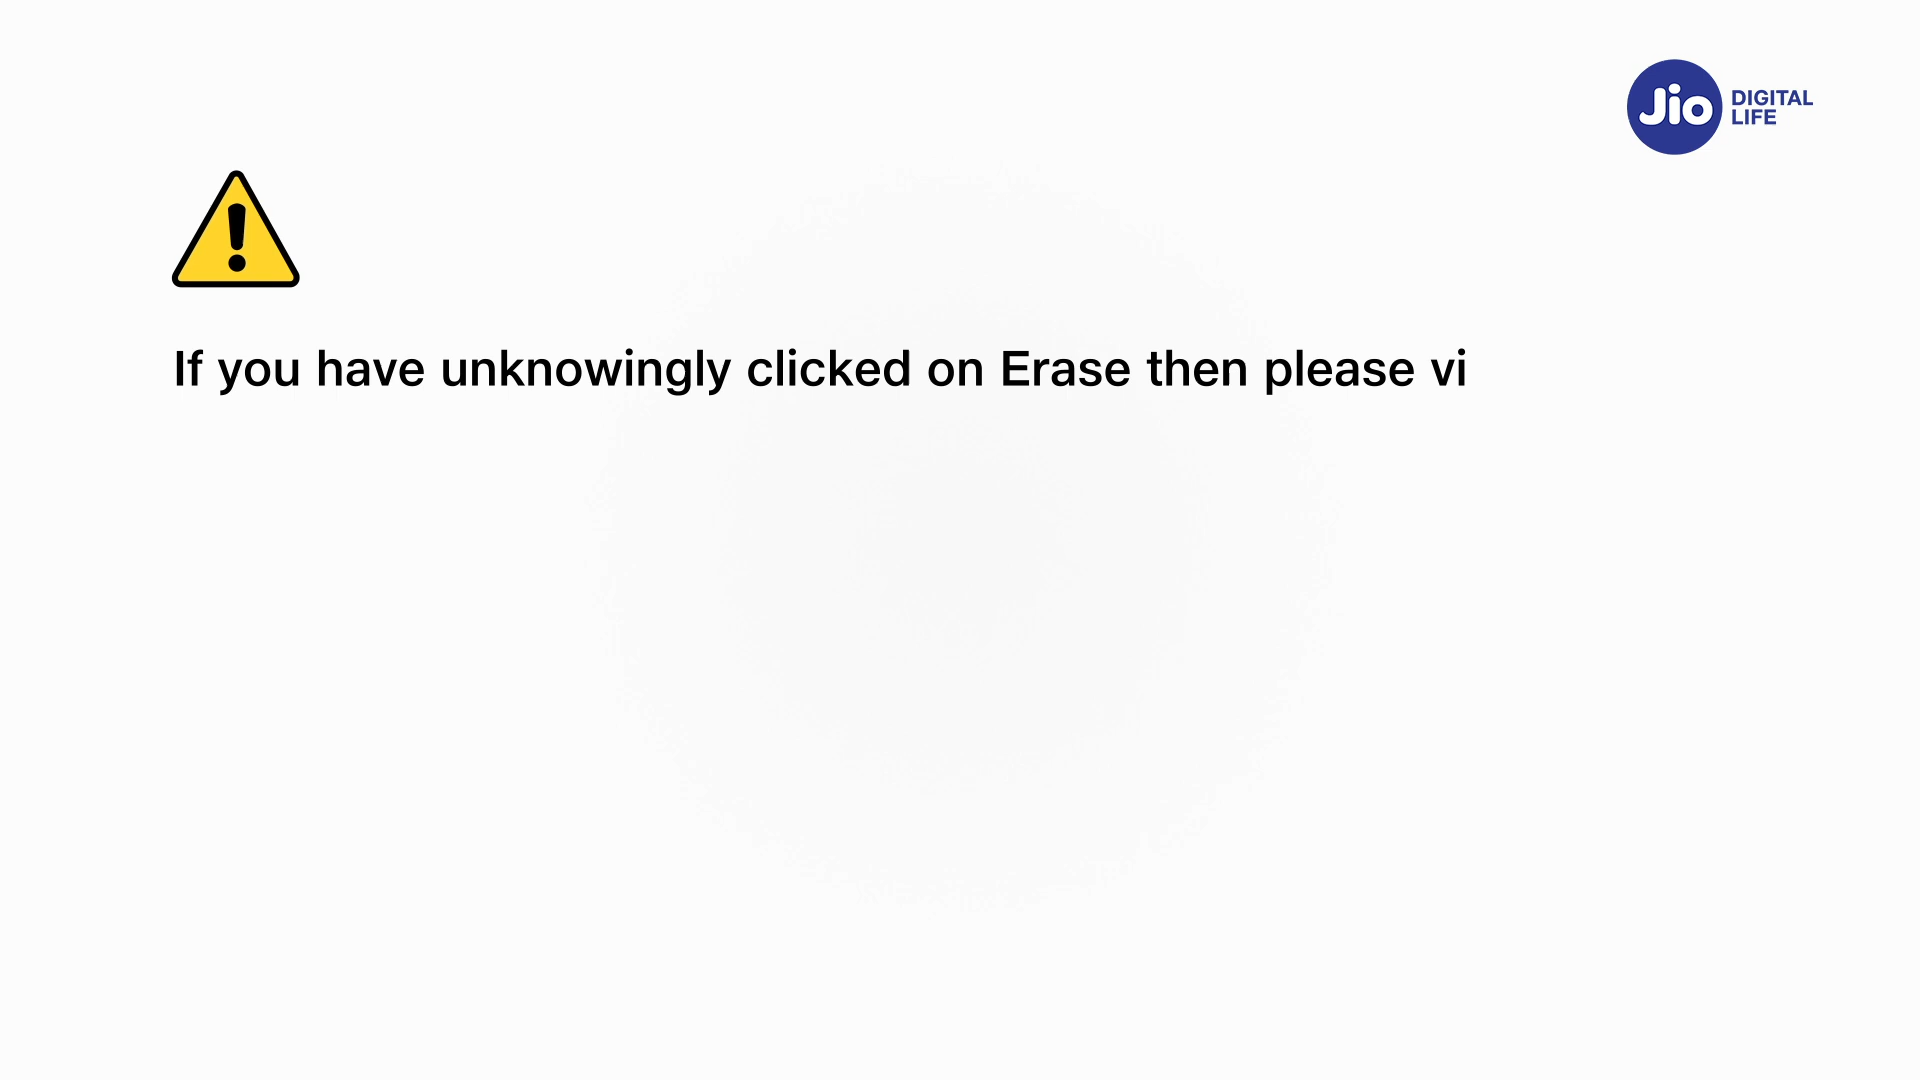 Jio DIGITAL
LIFE
If you have unknowingly clicked on Erase then please vi